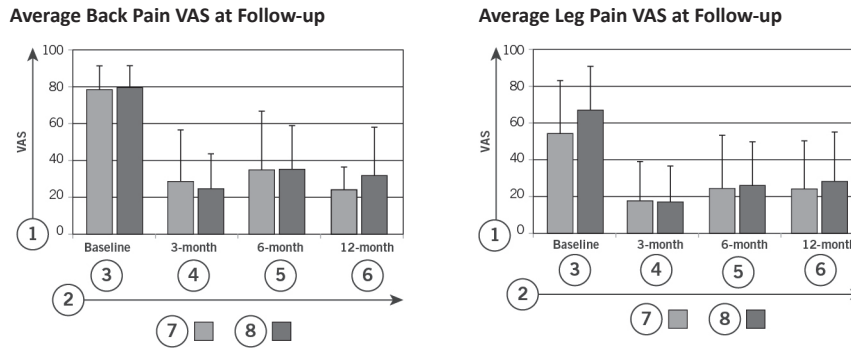 Average Back Pain VAS at Follow-up
100
80
60
40
20
0
VAS
1
Baseline 3-month 6-month 12-month
3 4 5 6
2
7 8
Average Leg Pain VAS at Follow-up
100
80
60
40
20
0
VAS
1
Baseline 3-month 6-month 12-month
3 4 5 6
2
7 8